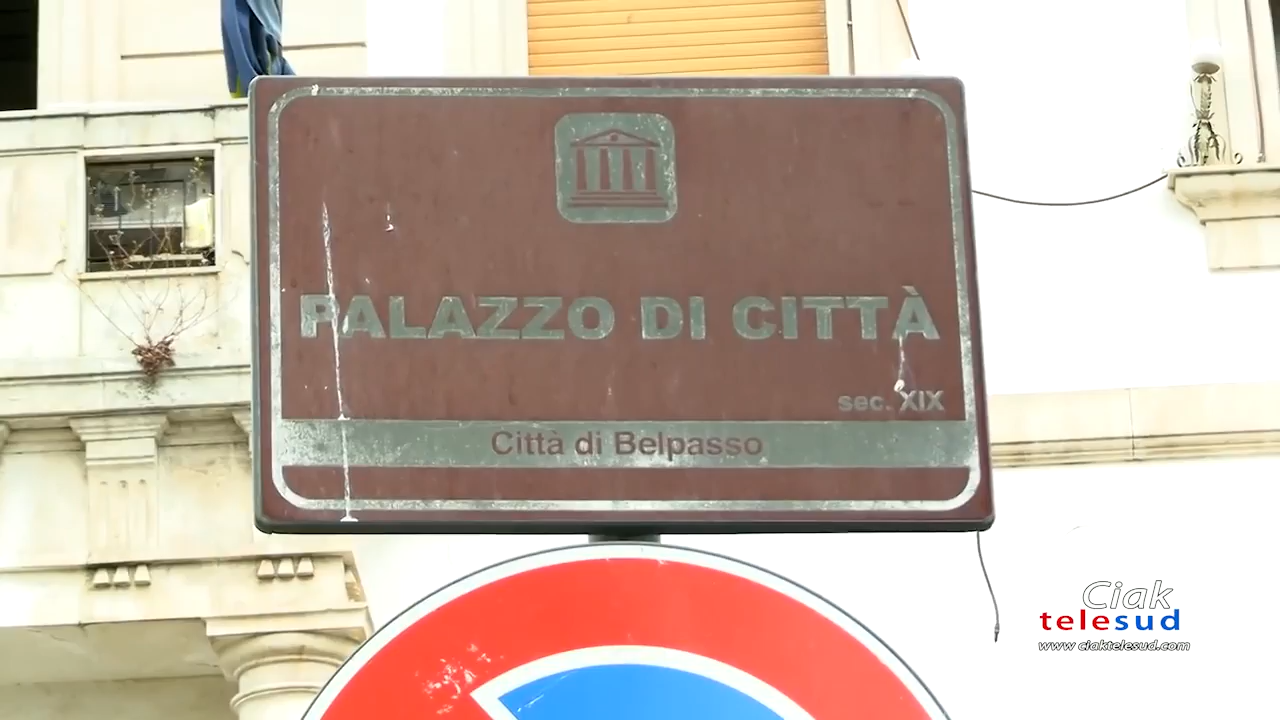 PALAZZO DI CITTÀ
sec. XIX
Città di Belpasso
Ciak
telesud
www.ciaktelesud.com